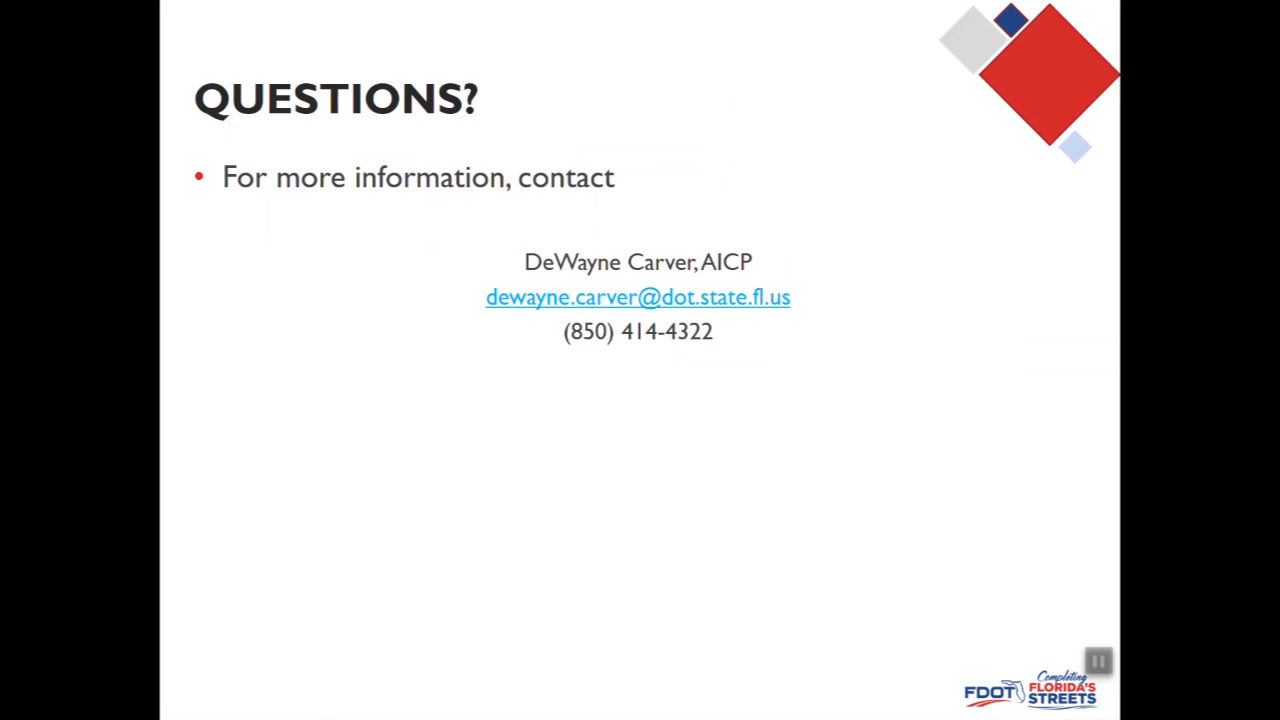 QUESTIONS?
• For more information, contact
DeWayne Carver, AICP
dewayne.carver@dot.state.fl.us
(850) 414-4322
Completing
FDOT FLORIDA'S
STREETS